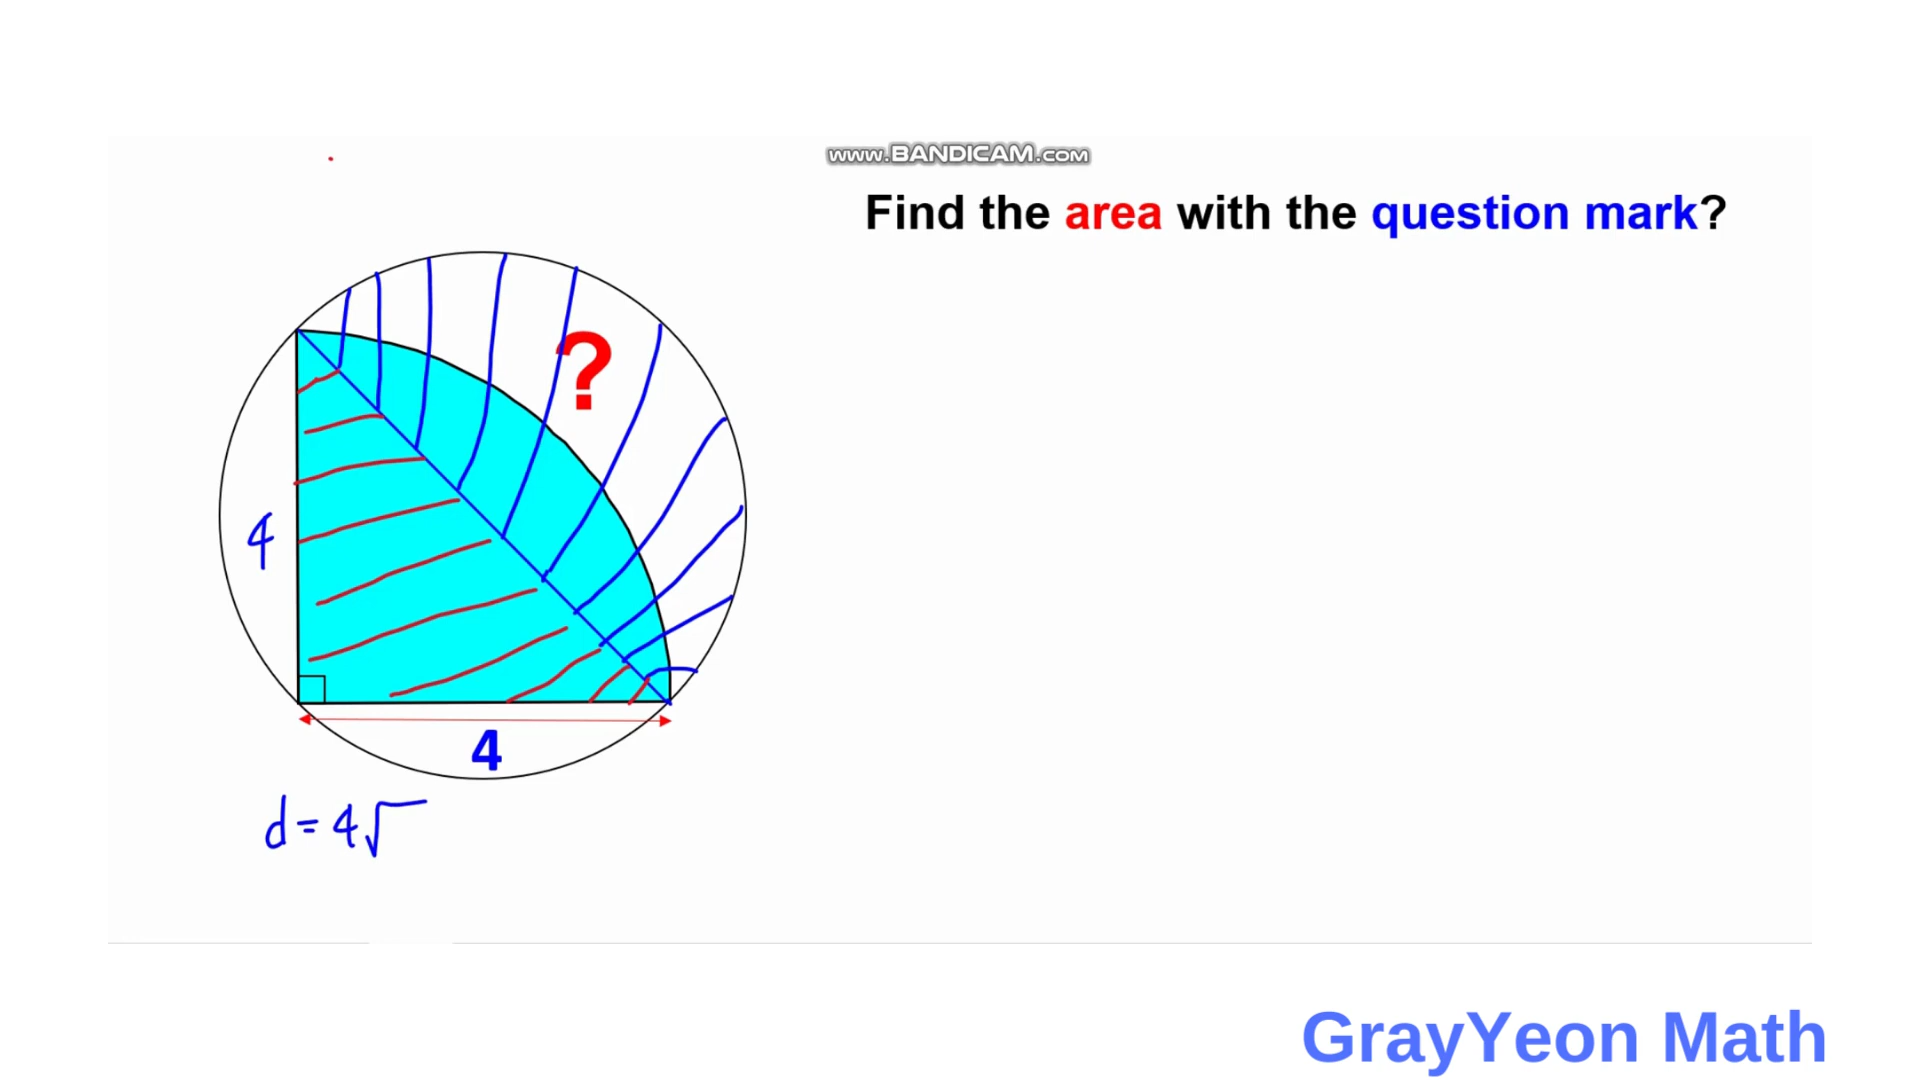 www.BANDICAM.com
Find the area with the question mark?
?
4
4
d=4√
GrayYeon Math